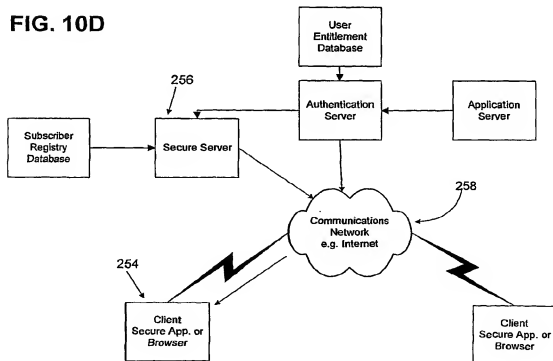 FIG. 10D
User
Entitlement
Database
256
Authentication
Server
Application
Server
Subscriber
Registry
Database
Secure Server
258
Communications
Network
e.g. Internet
254
Client
Secure App. or
Browser
Client
Secure App. or
Browser